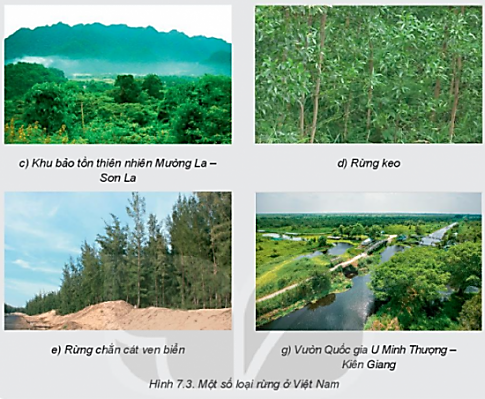 c) Khu bảo tồn thiên nhiên Mường La –
Sơn La
d) Rừng keo
e) Rừng chắn cát ven biển
g) Vườn Quốc gia U Minh Thượng –
Kiên Giang
Hình 7.3. Một số loại rừng ở Việt Nam